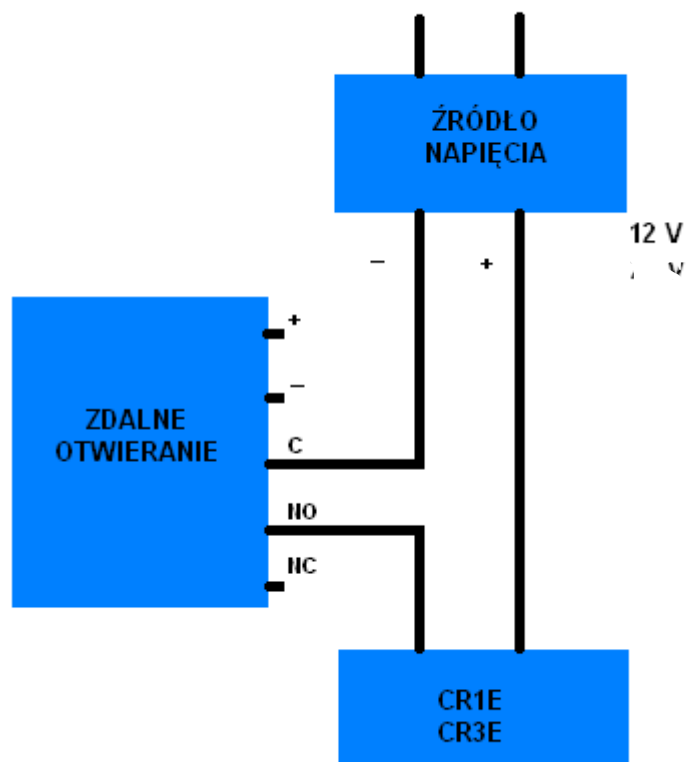 ŹRÓDŁO
NAPIĘCIA
12 V
– +
+
–
ZDALNE
OTWIERANIE
C
NO
NC
CR1E
CR3E